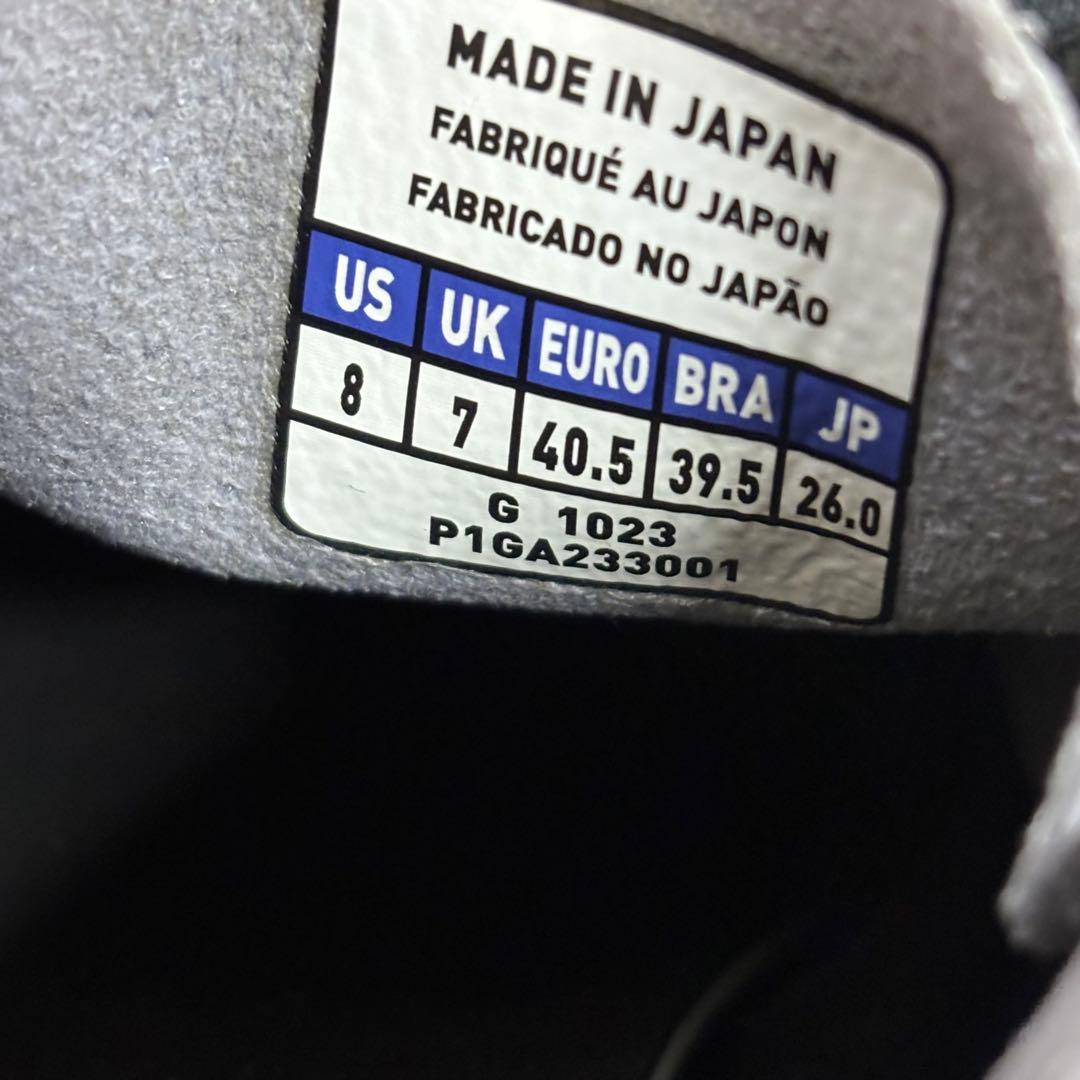 MADE IN JAPAN
FABRIQUÉ AU JAPON
FABRICADO NO JAPÃO
US UK EURO BRA JP
8 7 40.5 39.5 26.0
G 1023
P1GA233001